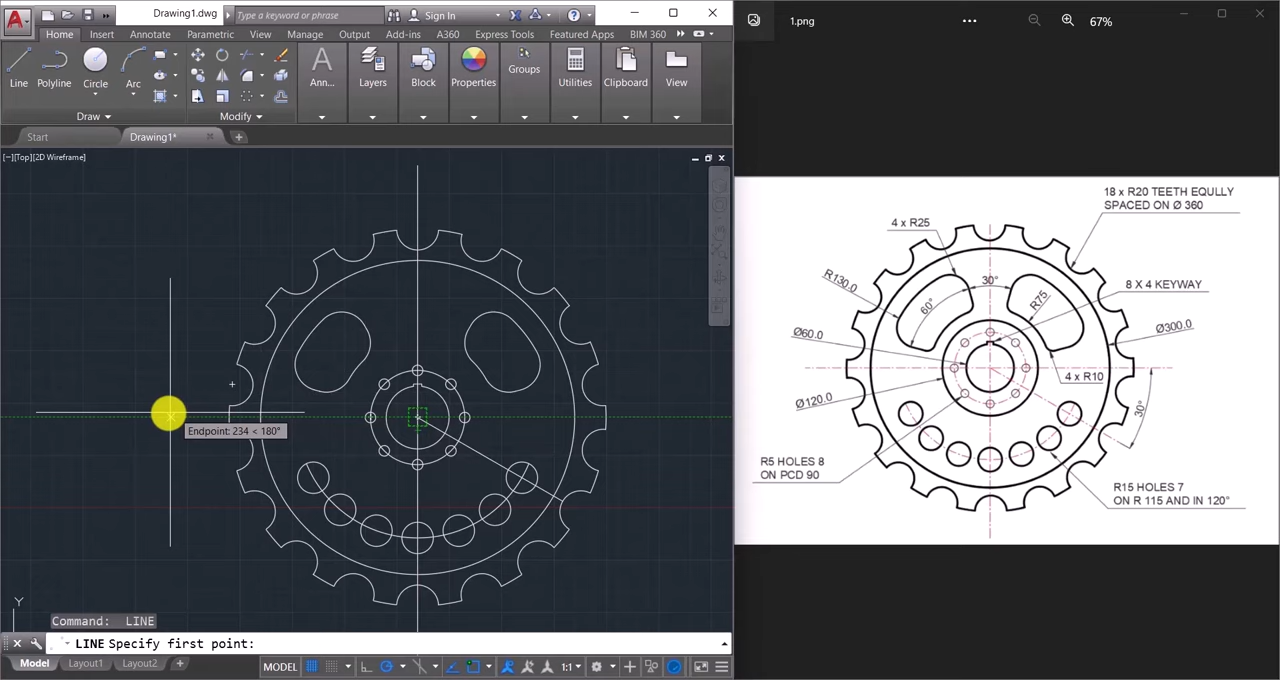 Drawing1.dwg
Type a keyword or phrase
Sign In
1.png
67%
Home Insert Annotate Parametric View Manage Output Add-ins A360 Express Tools Featured Apps BIM 360
Line Polyline Circle Arc
Ann... Layers Block Properties Groups Utilities Clipboard View
Draw Modify
Start Drawing1*
[−][Top][2D Wireframe]
18 x R20 TEETH EQULLY
SPACED ON Ø 360
4 x R25
R130.0
30°
60°
R75
8 X 4 KEYWAY
Ø60.0
Ø300.0
4 x R10
Ø120.0
30°
R5 HOLES 8
ON PCD 90
R15 HOLES 7
ON R 115 AND IN 120°
Endpoint: 234 < 180°
Y
Command: LINE
LINE Specify first point:
Model Layout1 Layout2
MODEL 1:1